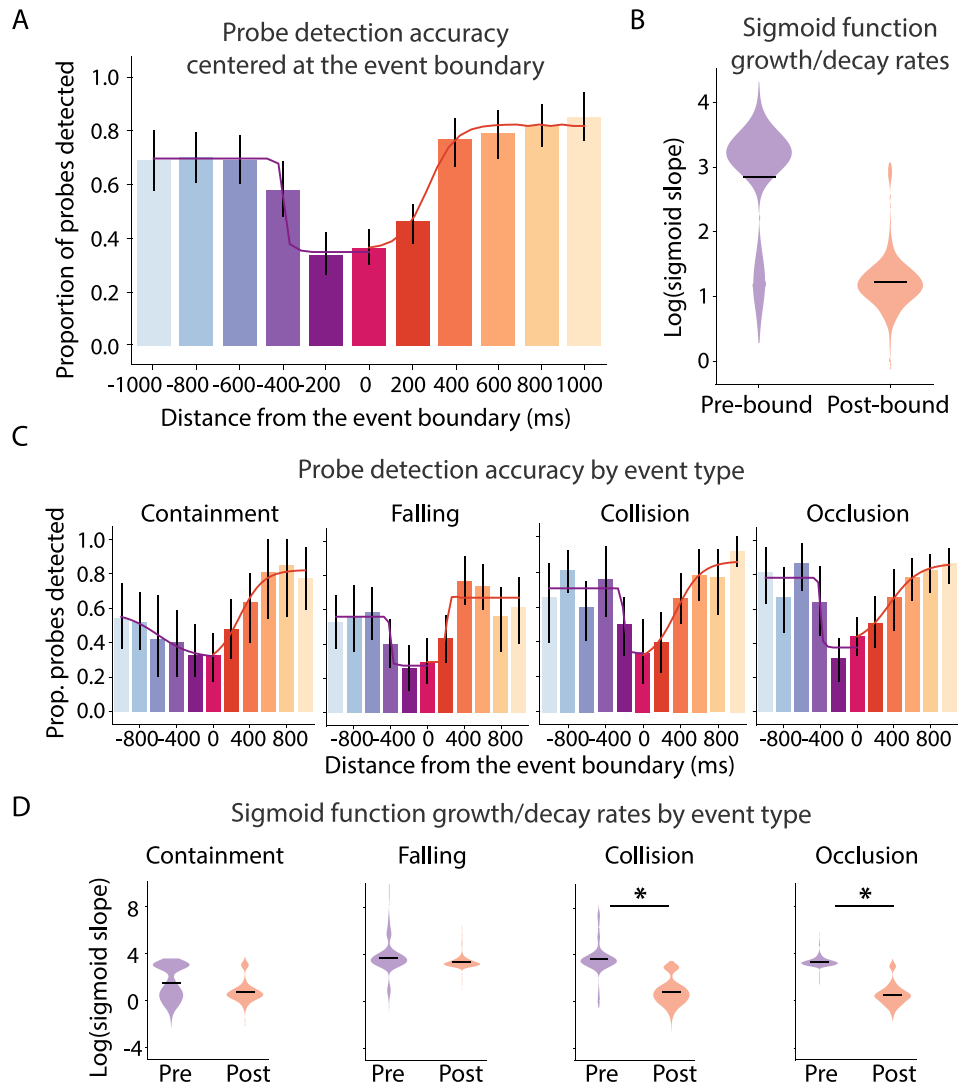 A
Probe detection accuracy
centered at the event boundary
Proportion of probes detected
1.0
0.8
0.6
0.4
0.2
0.0
-1000 -800 -600 -400 -200 0 200 400 600 800 1000
Distance from the event boundary (ms)
B
Sigmoid function
growth/decay rates
Log(sigmoid slope)
4
3
2
1
0
Pre-bound Post-bound
C
Probe detection accuracy by event type
Containment Falling Collision Occlusion
Prop. probes detected
1.0
0.8
0.6
0.4
0.2
0.0
-800 -400 0 400 800 -800 -400 0 400 800 -800 -400 0 400 800 -800 -400 0 400 800
Distance from the event boundary (ms)
D
Sigmoid function growth/decay rates by event type
Containment Falling Collision Occlusion
Log(sigmoid slope)
8
4
0
-4
* *
Pre Post Pre Post Pre Post Pre Post